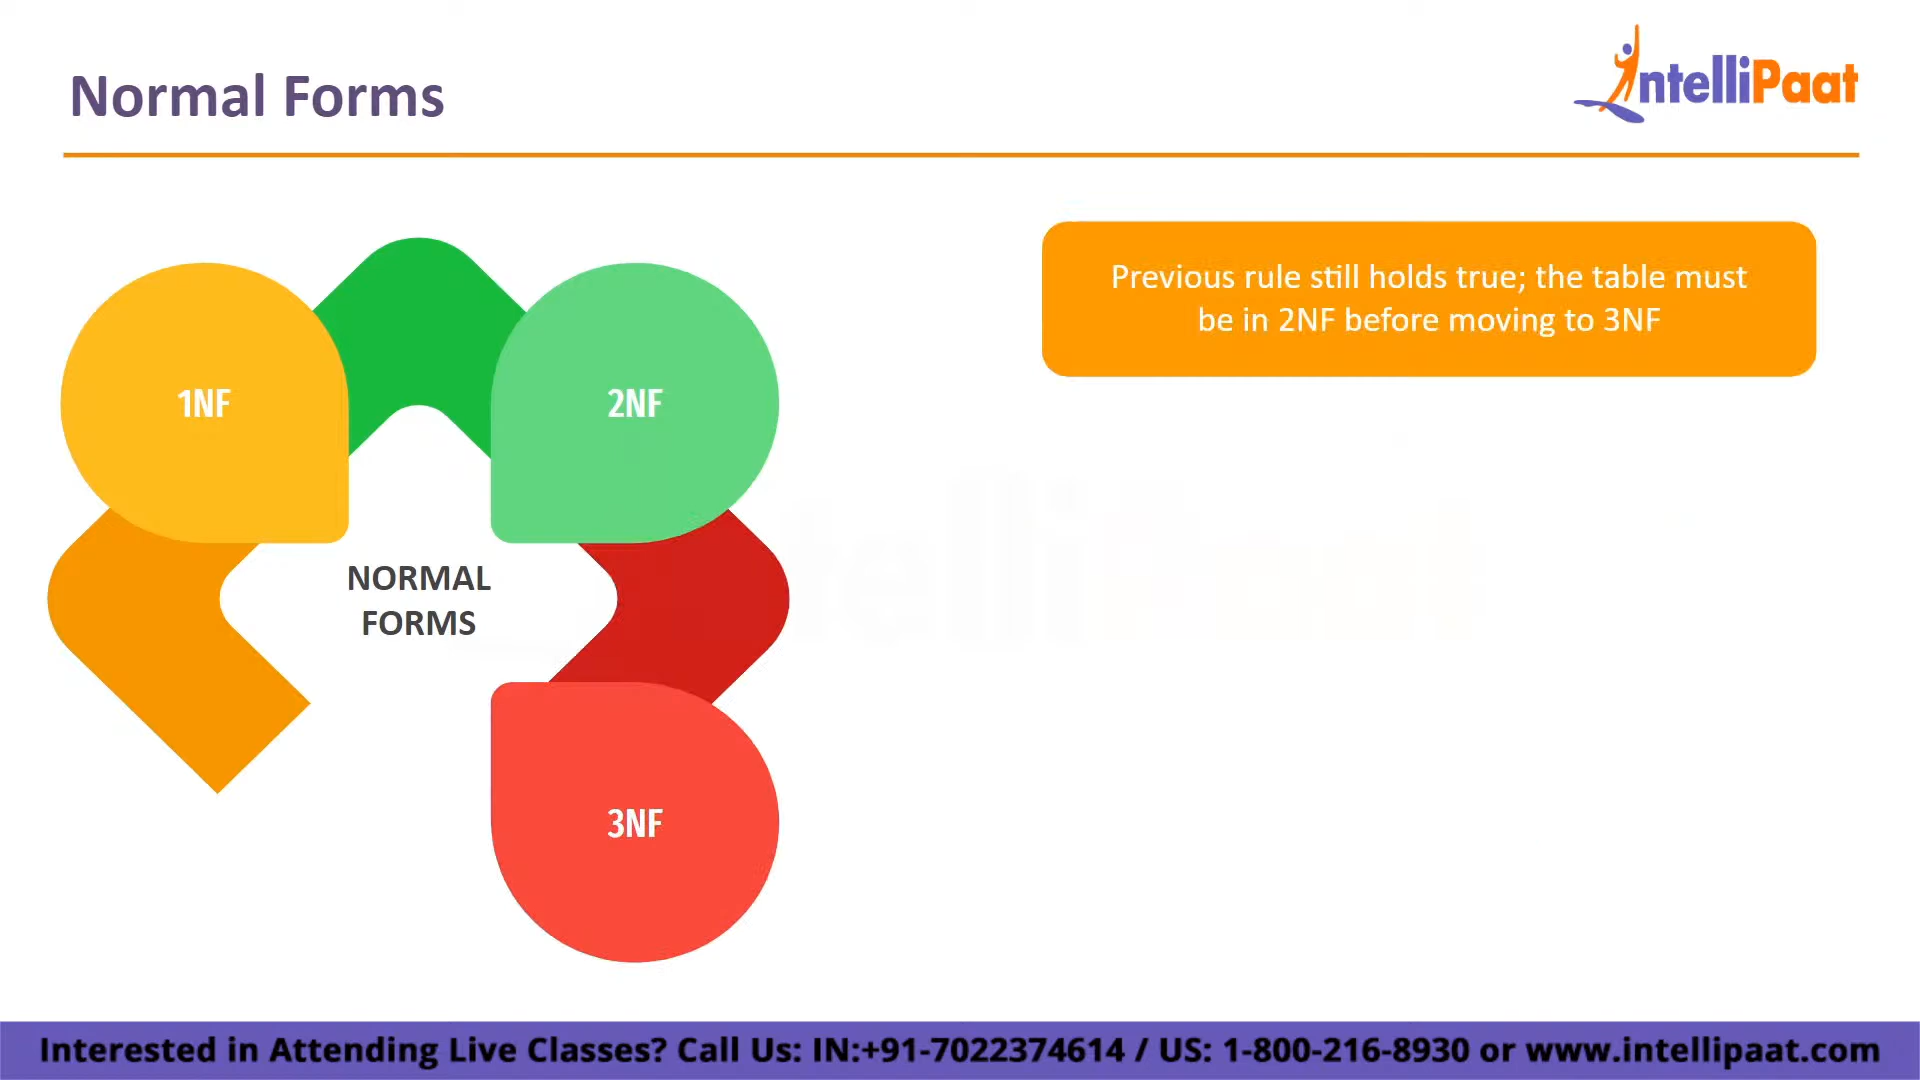 Normal Forms
IntelliPaat
Previous rule still holds true; the table must
be in 2NF before moving to 3NF
1NF
2NF
NORMAL
FORMS
3NF
Interested in Attending Live Classes? Call Us: IN:+91-7022374614 / US: 1-800-216-8930 or www.intellipaat.com